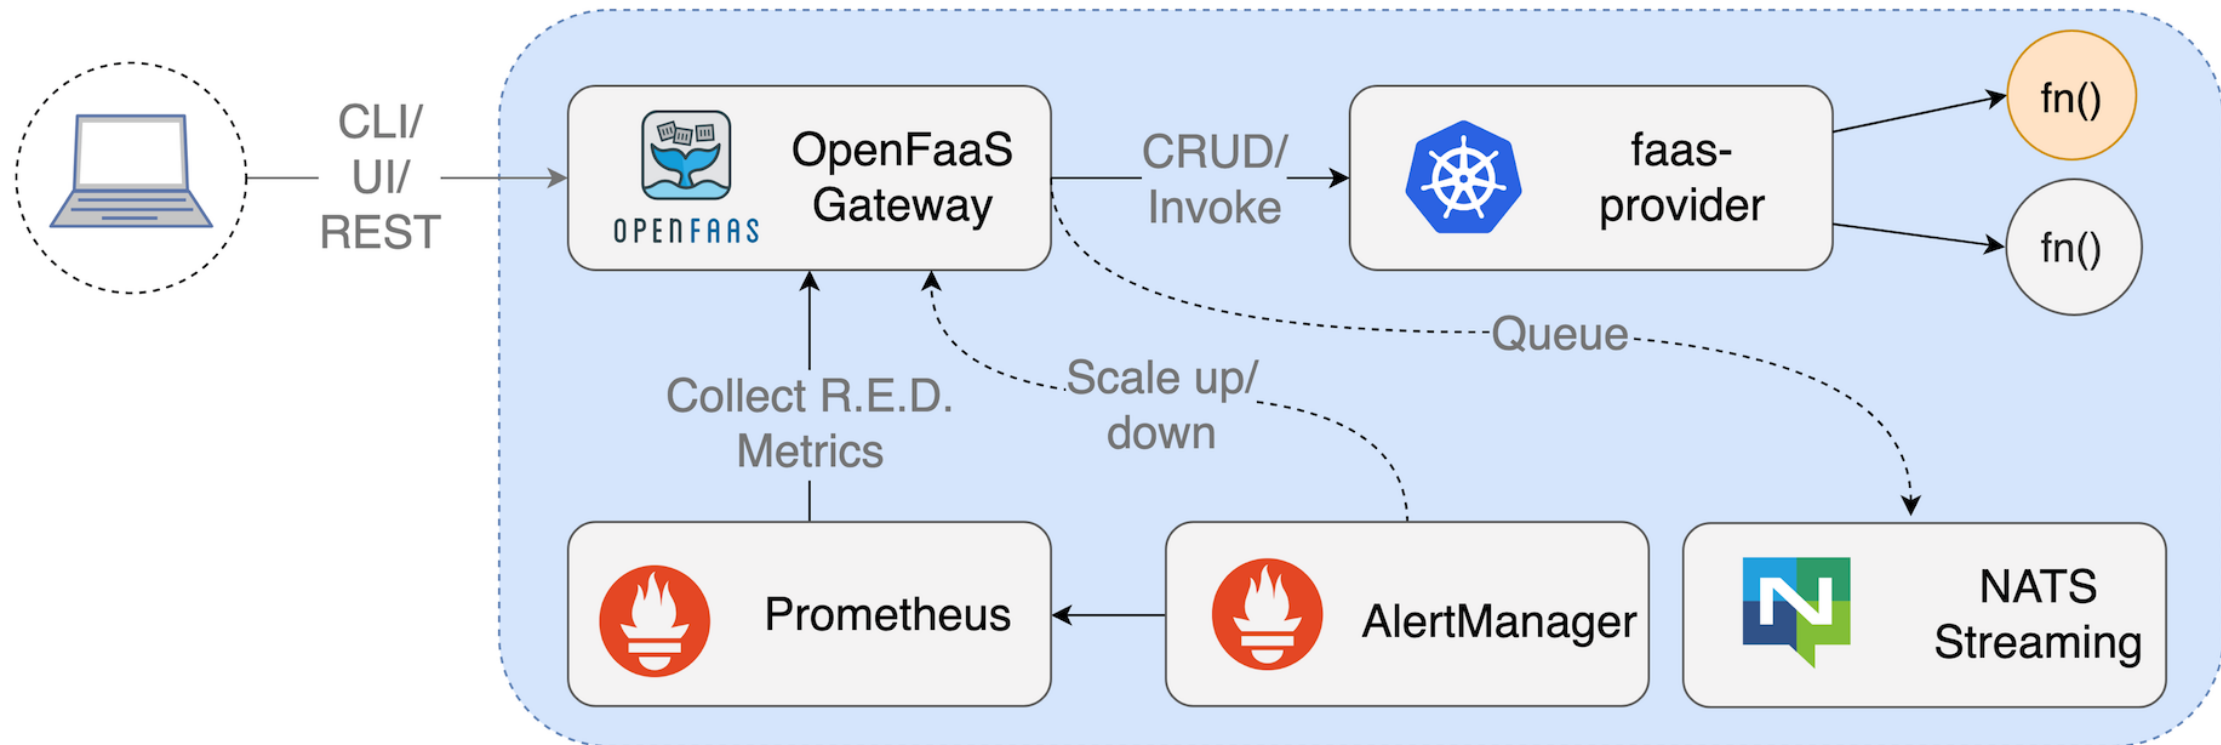 CLI/
UI/
REST
OPENFAAS
OpenFaaS
Gateway
CRUD/
Invoke
faas-
provider
fn()
fn()
Queue
Scale up/
down
Collect R.E.D.
Metrics
Prometheus
AlertManager
N
NATS
Streaming